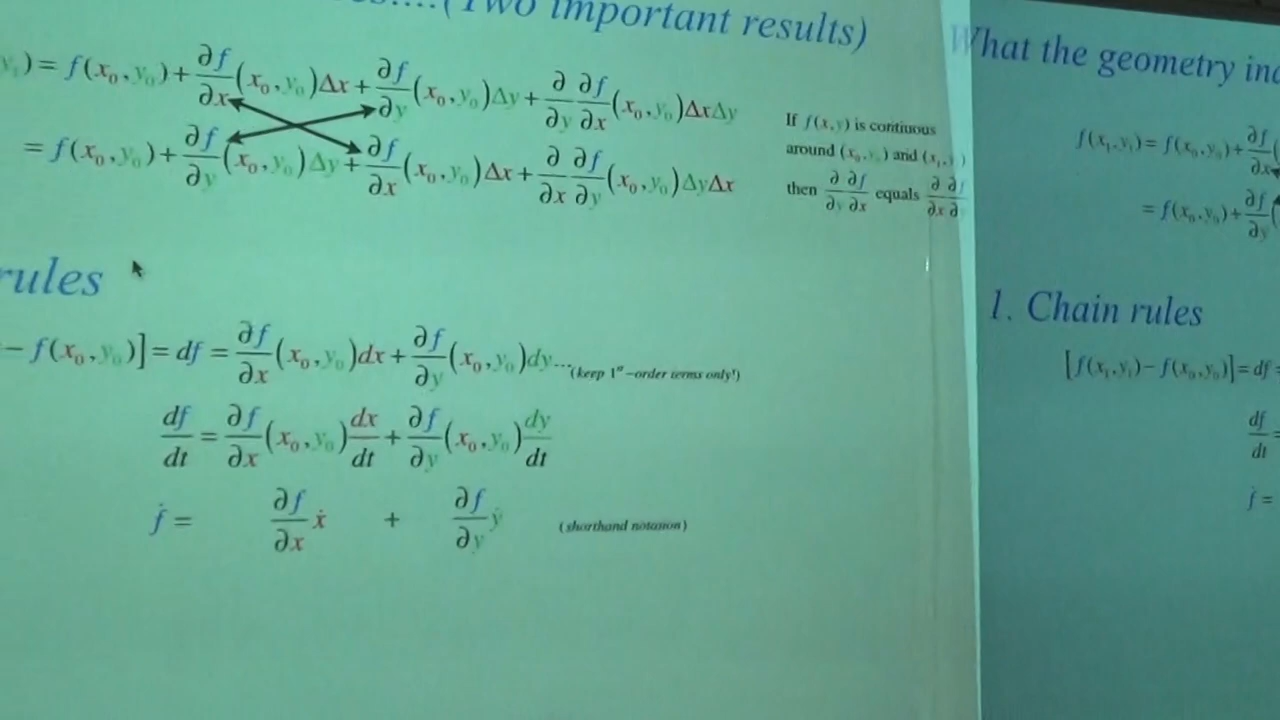 (Two important results)
) = f(x₀, y₀) + ∂f/∂x (x₀, y₀)Δx + ∂f/∂y (x₀, y₀)Δy + ∂/∂y ∂f/∂x (x₀, y₀)ΔxΔy
= f(x₀, y₀) + ∂f/∂y (x₀, y₀)Δy + ∂f/∂x (x₀, y₀)Δx + ∂/∂x ∂f/∂y (x₀, y₀)ΔyΔx
If f(x, y) is contiuous
around (x₀, y₀) and (x₁, y₁)
then ∂/∂y ∂f/∂x equals ∂/∂x ∂f/∂
rules
− f(x₀, y₀)] = df = ∂f/∂x (x₀, y₀)dx + ∂f/∂y (x₀, y₀)dy... (keep 1st–order terms only!)
df/dt = ∂f/∂x (x₀, y₀) dx/dt + ∂f/∂y (x₀, y₀) dy/dt
ḟ = ∂f/∂x ẋ + ∂f/∂y ẏ (shorthand notation)
What the geometry
f(x₁, y₁) = f(x₀, y₀) + ∂f/∂x (
= f(x₀, y₀) + ∂f/∂y (
1. Chain rules
[f(x₁, y₁) − f(x₀, y₀)] = df =
df/dt =
ḟ =